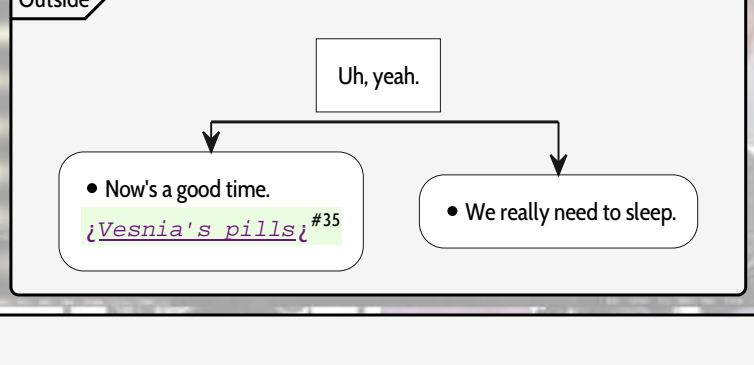 Outside
Uh, yeah.
• Now's a good time.
¿Vesnia's pills¿#35
• We really need to sleep.